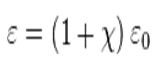 ε = (1 + χ) ε₀